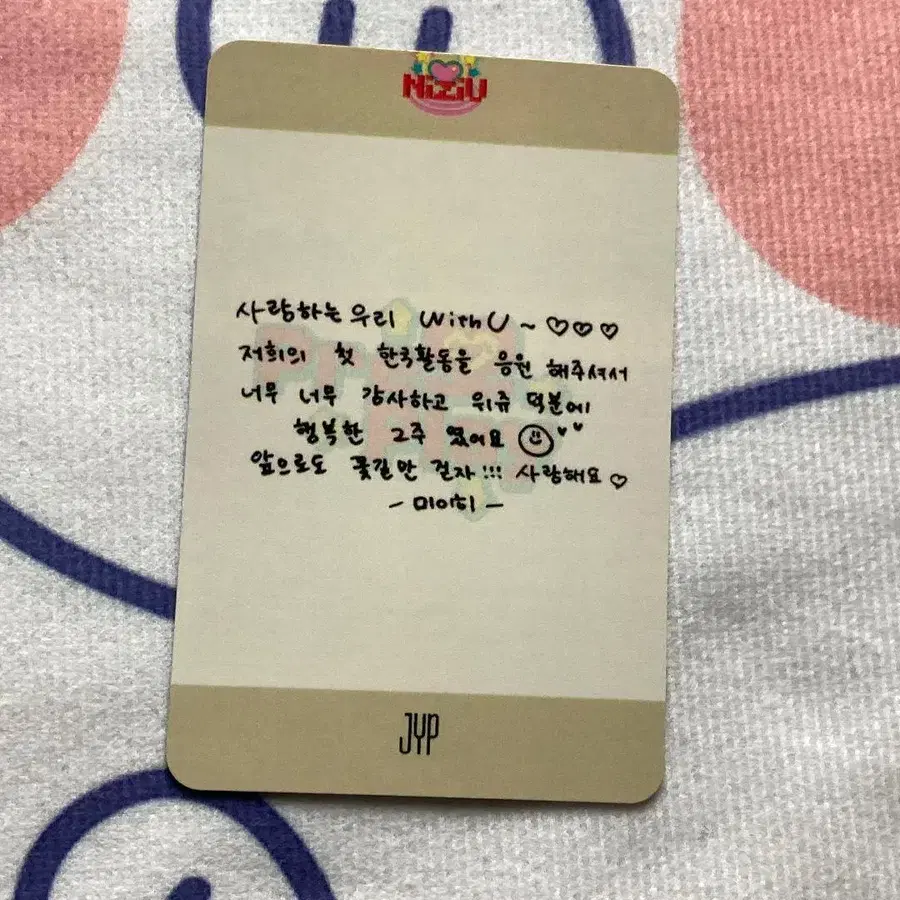 NiziU
사랑하는 우리 WithU ~ ♡♡♡
저희의 첫 한국활동을 응원 해주셔서
너무 너무 감사하고 위쥬 덕분에
행복한 2주 였어요 ☺♥♥
앞으로도 꽃길만 걷자!!! 사랑해요♡
- 미이히 -
JYP